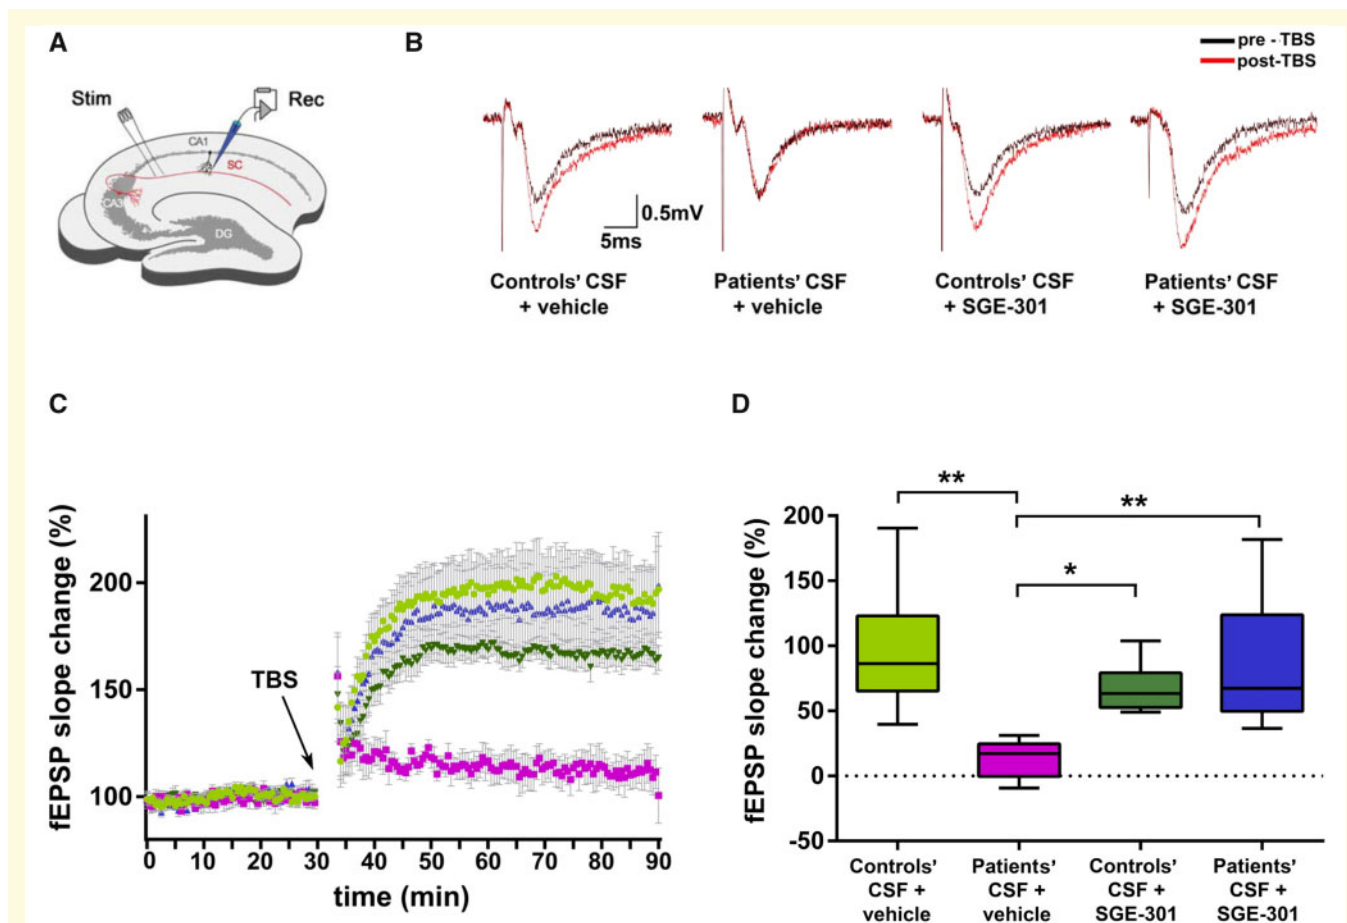 A
Stim
Rec
CA1
SC
CA3
DG
B
pre - TBS
post-TBS
0.5mV
5ms
Controls' CSF
+ vehicle
Patients' CSF
+ vehicle
Controls' CSF
+ SGE-301
Patients' CSF
+ SGE-301
C
fEPSP slope change (%)
200
150
100
TBS
0 10 20 30 40 50 60 70 80 90
time (min)
D
fEPSP slope change (%)
200
150
100
50
0
-50
**
**
*
Controls'
CSF +
vehicle
Patients'
CSF +
vehicle
Controls'
CSF +
SGE-301
Patients'
CSF +
SGE-301